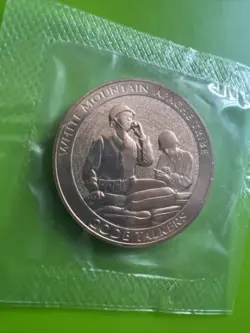 WHITE MOUNTAIN APACHE TRIBE
CODE TALKERS